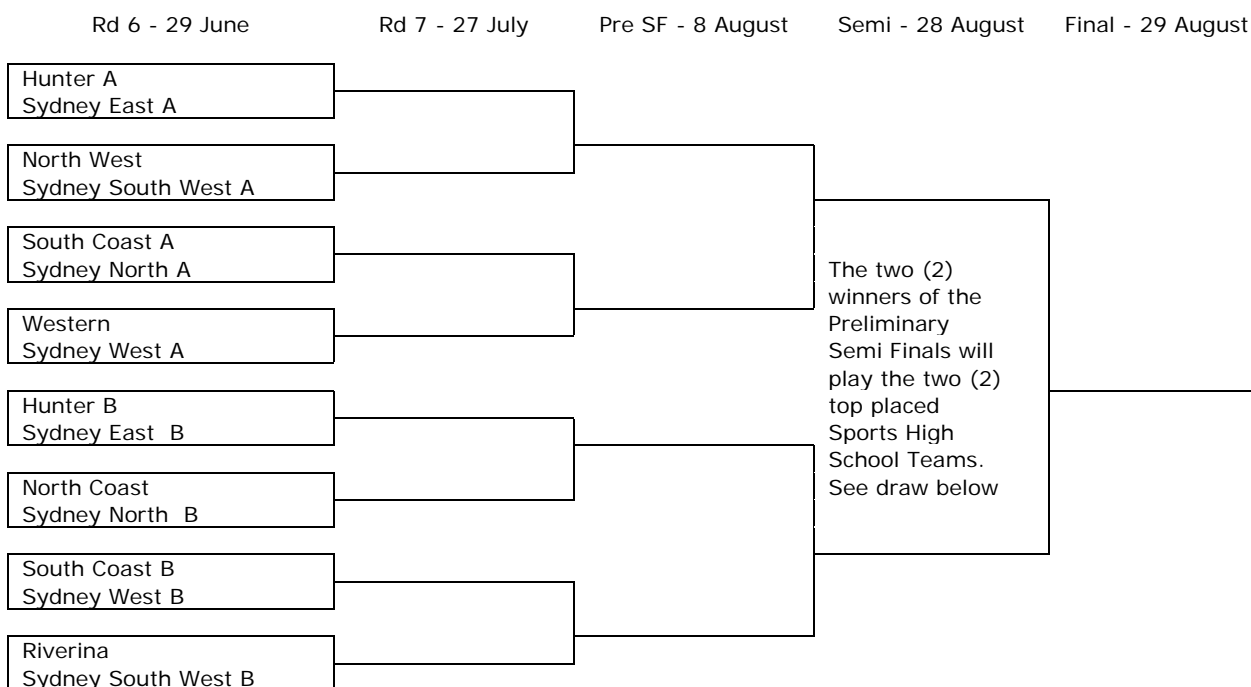 Rd 6 - 29 June Rd 7 - 27 July Pre SF - 8 August Semi - 28 August Final - 29 August
Hunter A
Sydney East A
North West
Sydney South West A
South Coast A
Sydney North A
Western
Sydney West A
Hunter B
Sydney East  B
North Coast
Sydney North  B
South Coast B
Sydney West B
Riverina
Sydney South West B
The two (2)
winners of the
Preliminary
Semi Finals will
play the two (2)
top placed
Sports High
School Teams.
See draw below